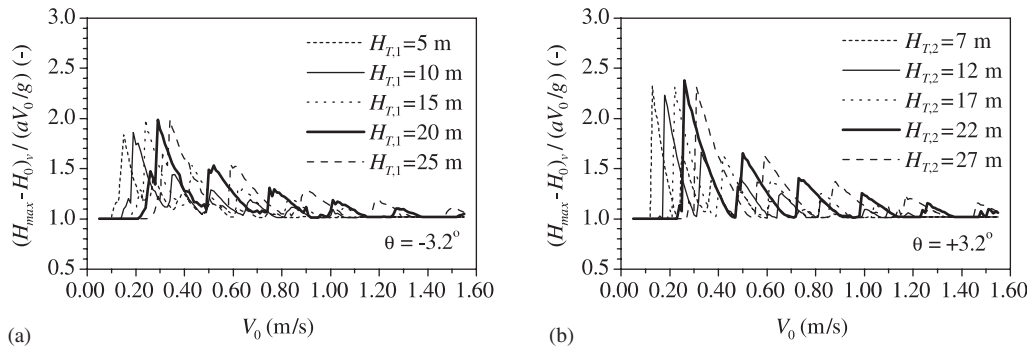 3.0
2.5
2.0
1.5
1.0
0.5
(H_max-H_0)_v / (aV_0/g) (-)
H_T,1=5 m
H_T,1=10 m
H_T,1=15 m
H_T,1=20 m
H_T,1=25 m
θ = -3.2°
0.00 0.20 0.40 0.60 0.80 1.00 1.20 1.40 1.60
V_0 (m/s)
(a)
3.0
2.5
2.0
1.5
1.0
0.5
(H_max-H_0)_v / (aV_0/g) (-)
H_T,2=7 m
H_T,2=12 m
H_T,2=17 m
H_T,2=22 m
H_T,2=27 m
θ = +3.2°
0.00 0.20 0.40 0.60 0.80 1.00 1.20 1.40 1.60
V_0 (m/s)
(b)